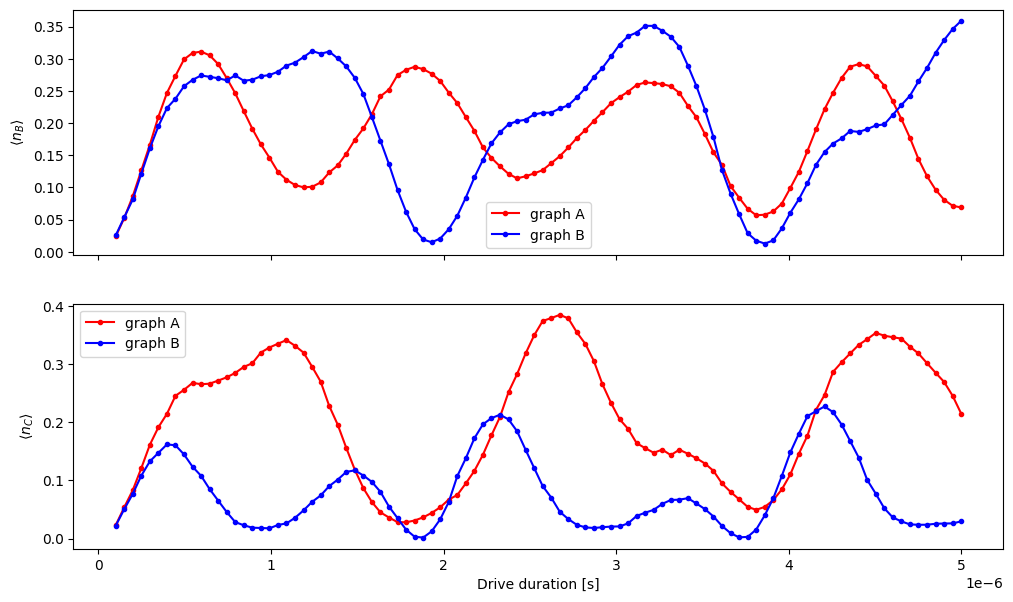 0.35
0.30
0.25
0.20
0.15
0.10
0.05
0.00
⟨n_B⟩
graph A
graph B
0.4
0.3
0.2
0.1
0.0
⟨n_C⟩
graph A
graph B
0 1 2 3 4 5
Drive duration [s]
1e−6